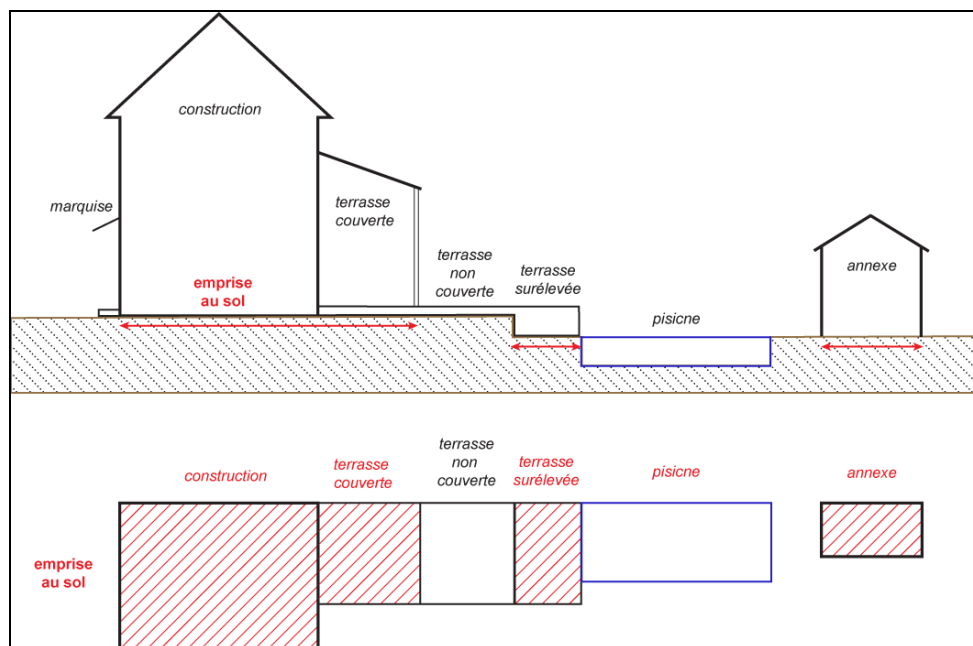 construction
marquise
terrasse
couverte
terrasse
non
couverte
terrasse
surélevée
annexe
emprise
au sol
pisicne
construction
terrasse
couverte
terrasse
non
couverte
terrasse
surélevée
pisicne
annexe
emprise
au sol